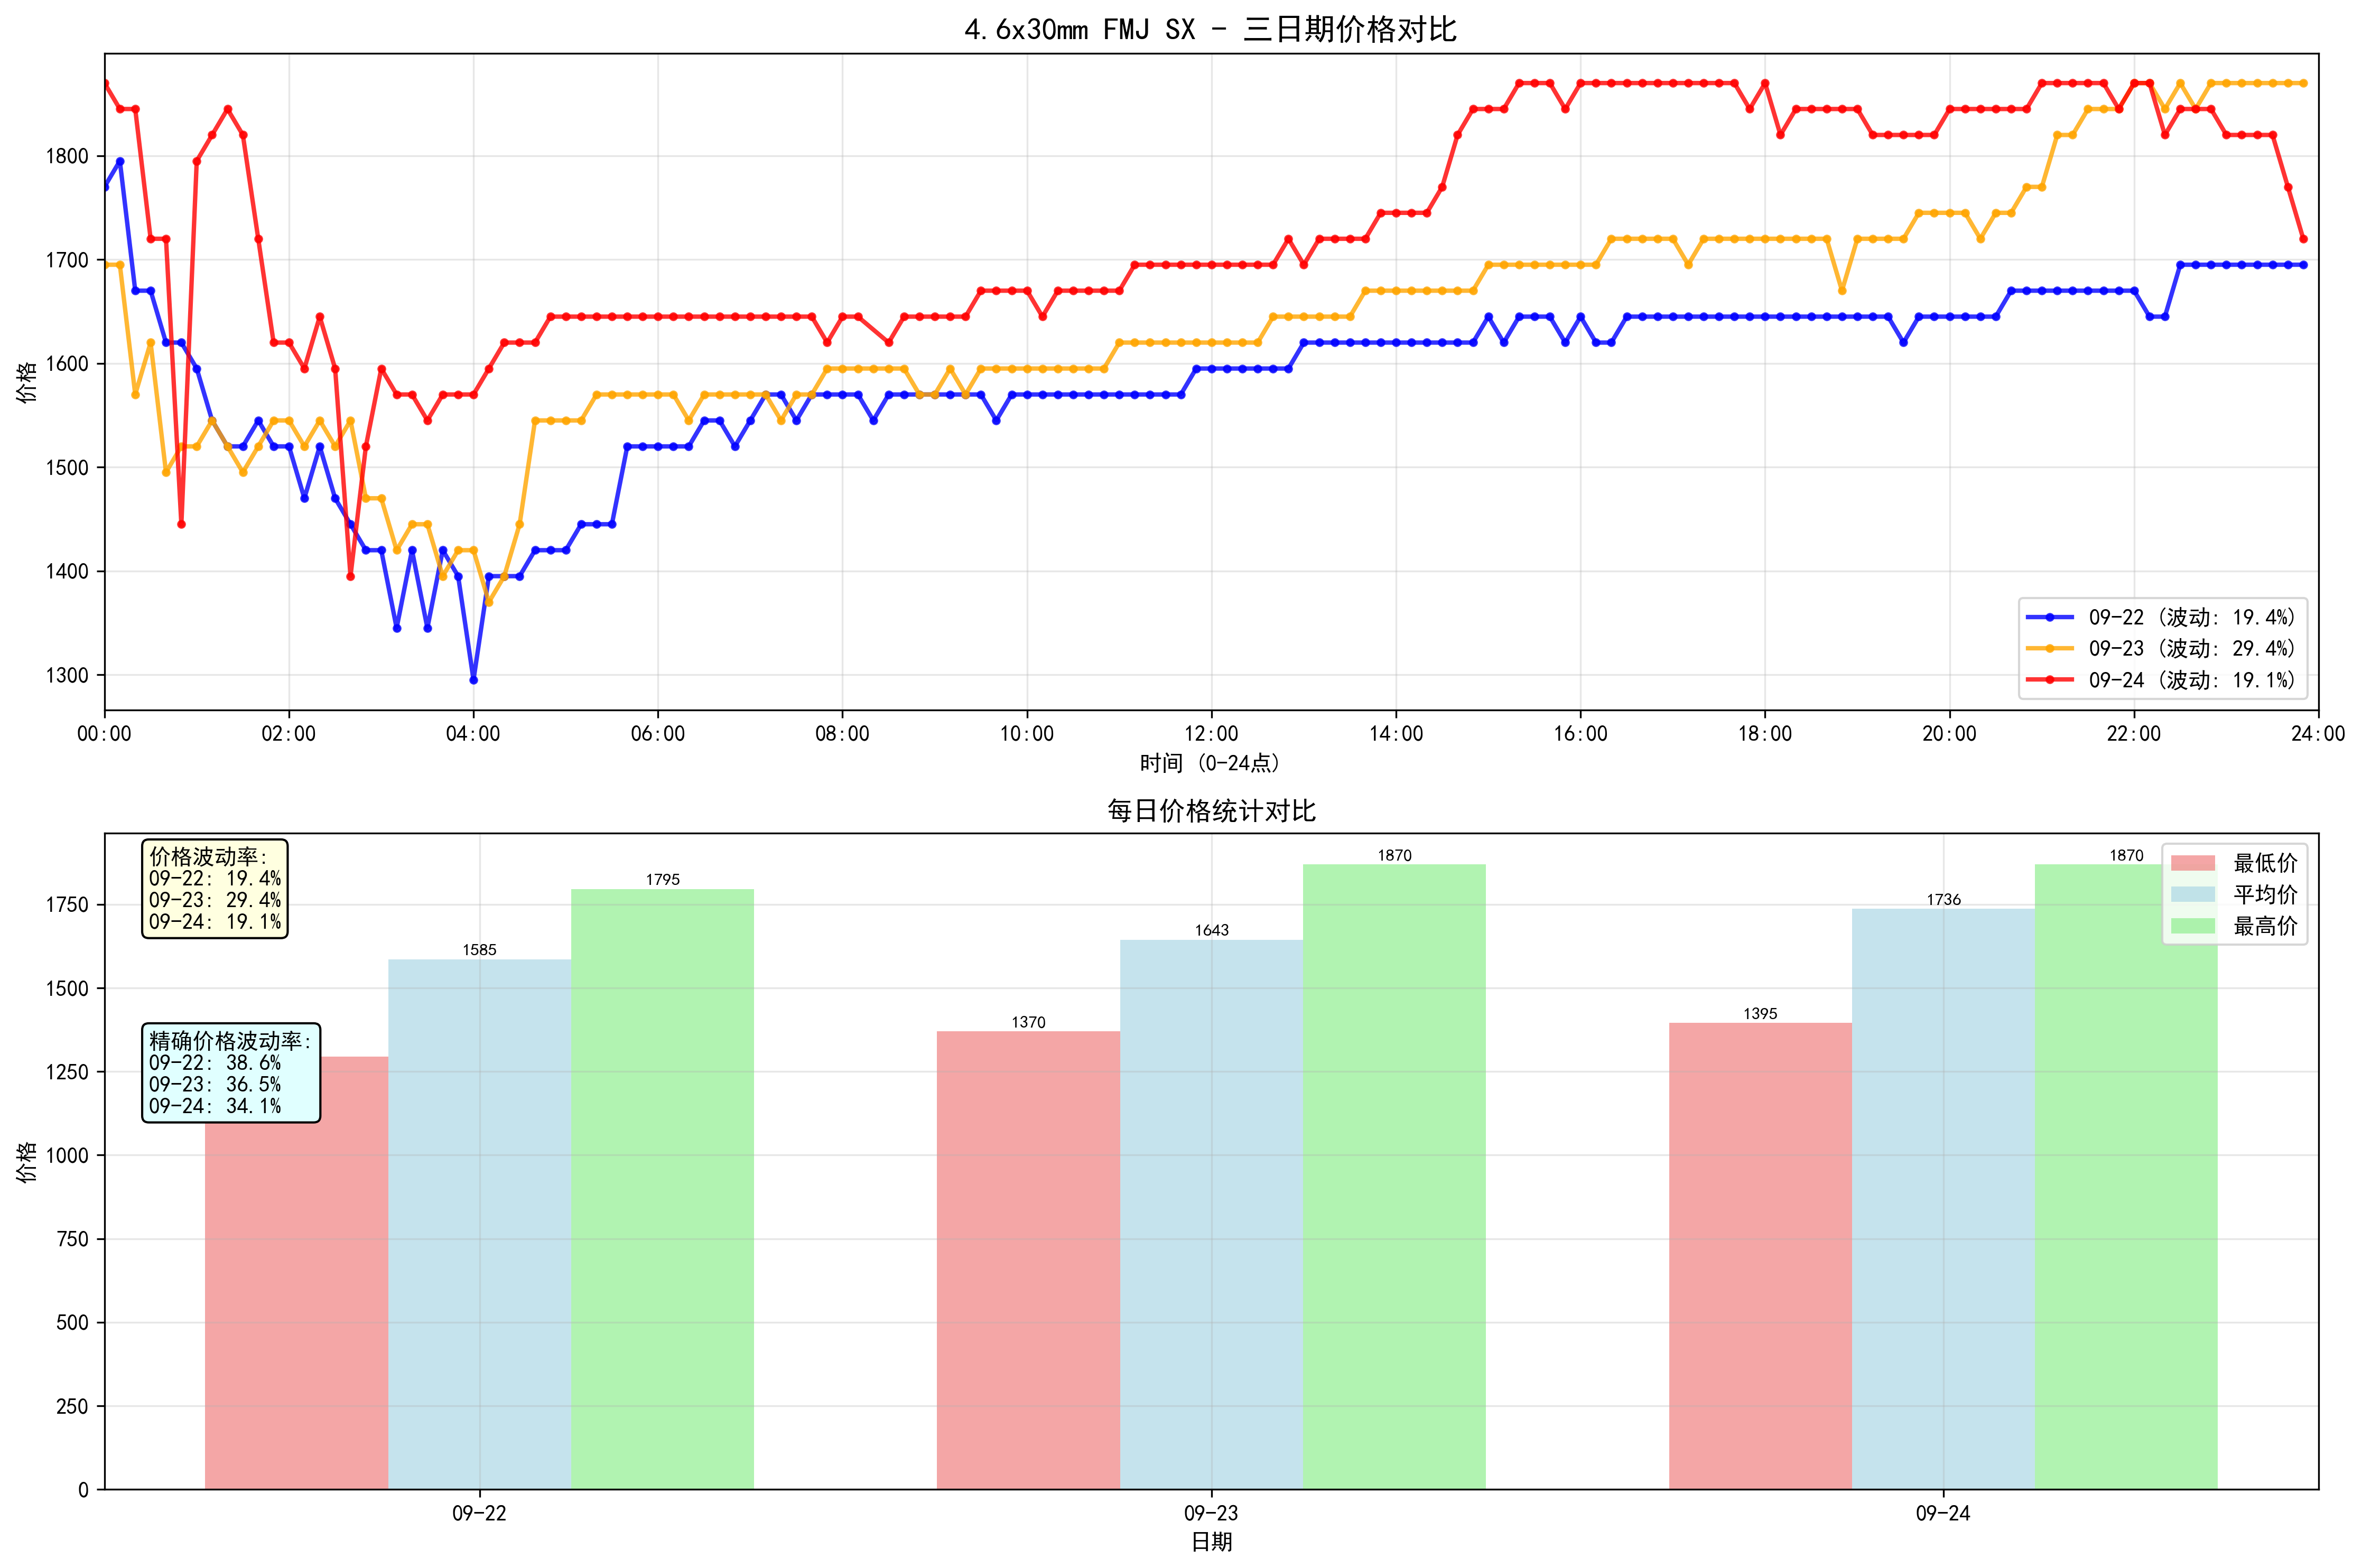 4.6x30mm FMJ SX - 三日期价格对比
价格
1800
1700
1600
1500
1400
1300
09-22 (波动: 19.4%)
09-23 (波动: 29.4%)
09-24 (波动: 19.1%)
00:00 02:00 04:00 06:00 08:00 10:00 12:00 14:00 16:00 18:00 20:00 22:00 24:00
时间 (0-24点)
每日价格统计对比
价格
1750
1500
1250
1000
750
500
250
0
价格波动率:
09-22: 19.4%
09-23: 29.4%
09-24: 19.1%
精确价格波动率:
09-22: 38.6%
09-23: 36.5%
09-24: 34.1%
1585
1795
1370
1643
1870
1395
1736
1870
最低价
平均价
最高价
09-22 09-23 09-24
日期